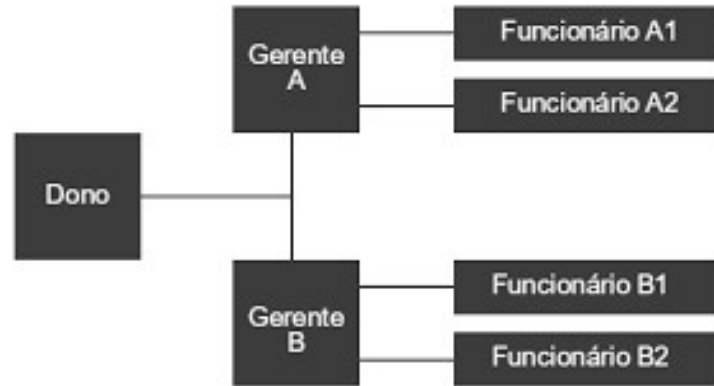 Dono
Gerente
A
Funcionário A1
Funcionário A2
Gerente
B
Funcionário B1
Funcionário B2